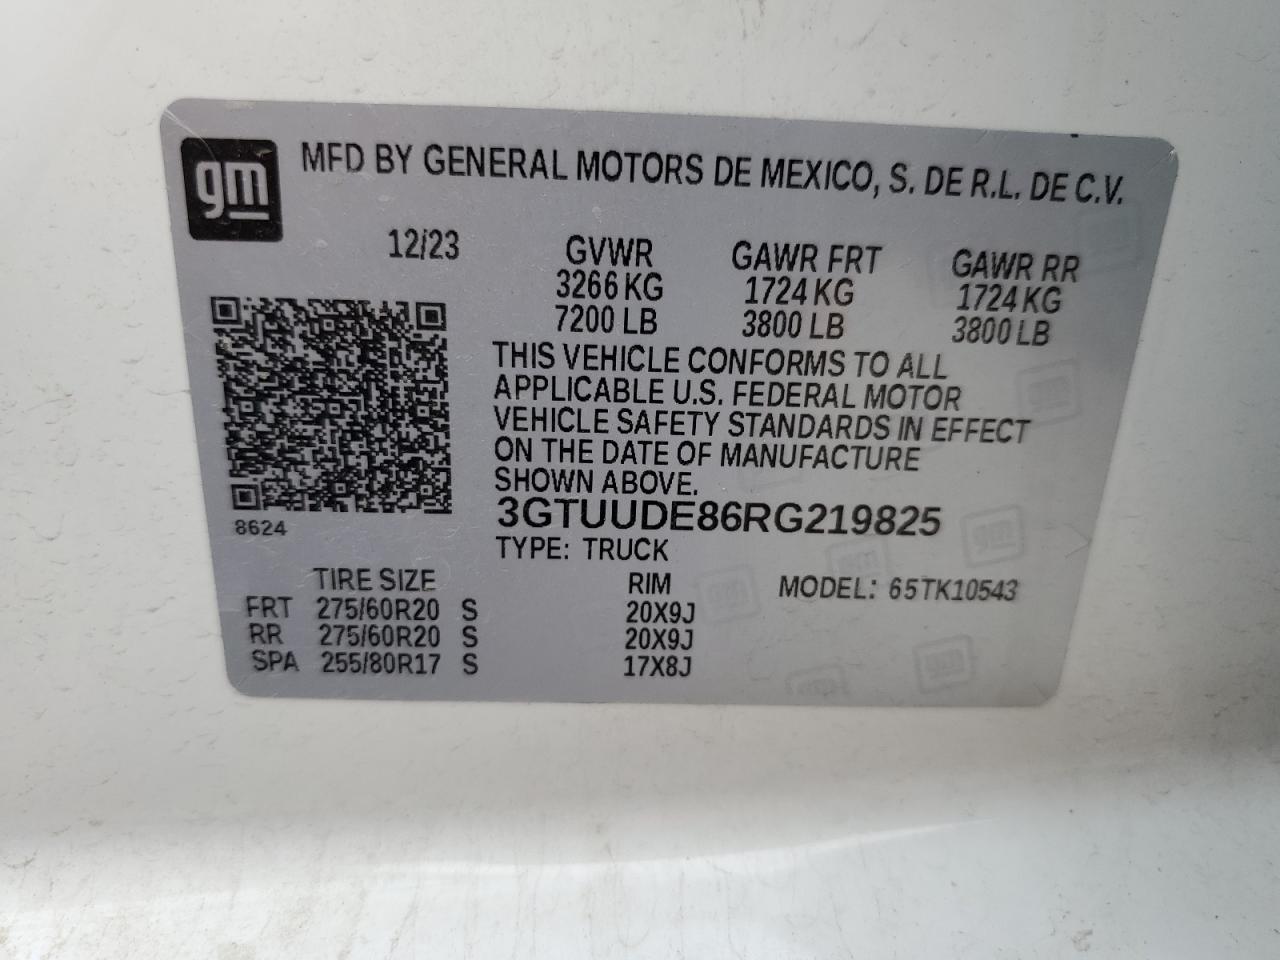 gm
MFD BY GENERAL MOTORS DE MEXICO, S. DE R.L. DE C.V.
12/23 GVWR GAWR FRT GAWR RR
3266 KG 1724 KG 1724 KG
7200 LB 3800 LB 3800 LB
THIS VEHICLE CONFORMS TO ALL
APPLICABLE U.S. FEDERAL MOTOR
VEHICLE SAFETY STANDARDS IN EFFECT
ON THE DATE OF MANUFACTURE
SHOWN ABOVE.
3GTUUDE86RG219825
8624
TYPE: TRUCK
TIRE SIZE RIM MODEL: 65TK10543
FRT 275/60R20 S 20X9J
RR 275/60R20 S 20X9J
SPA 255/80R17 S 17X8J